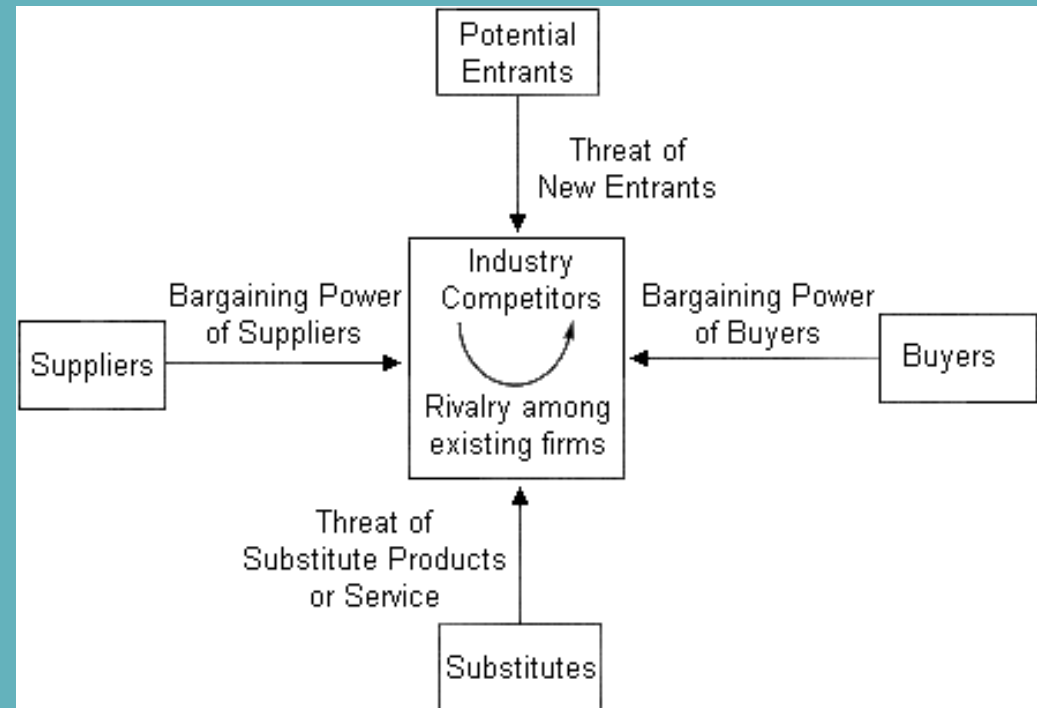 Potential
Entrants
Threat of
New Entrants
Industry
Competitors
Bargaining Power
of Suppliers
Bargaining Power
of Buyers
Suppliers
Buyers
Rivalry among
existing firms
Threat of
Substitute Products
or Service
Substitutes